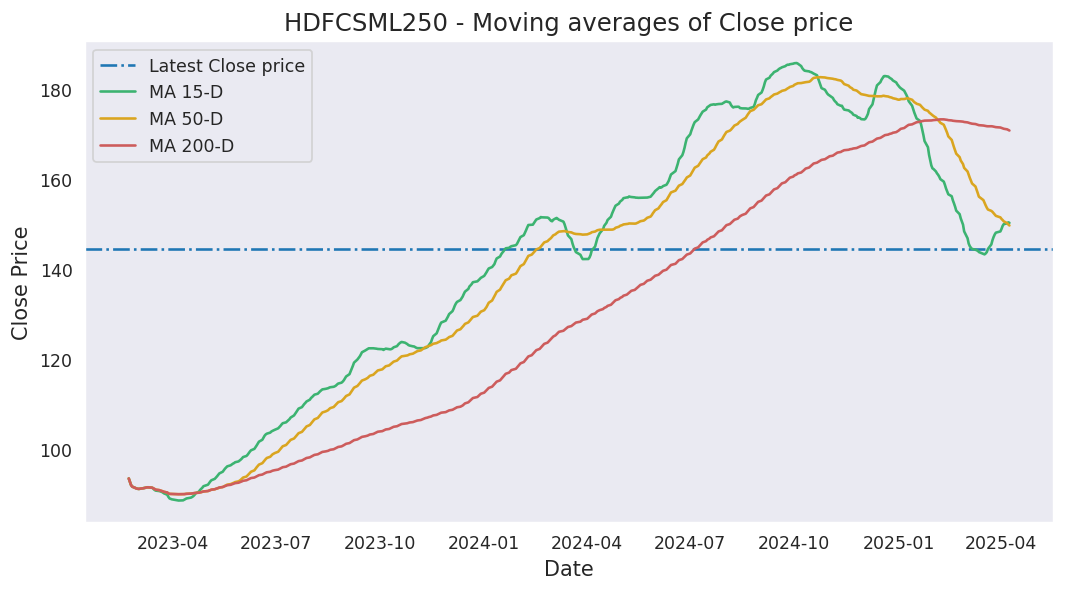 HDFCSML250 - Moving averages of Close price
Latest Close price
MA 15-D
MA 50-D
MA 200-D
Close Price
180
160
140
120
100
2023-04 2023-07 2023-10 2024-01 2024-04 2024-07 2024-10 2025-01 2025-04
Date